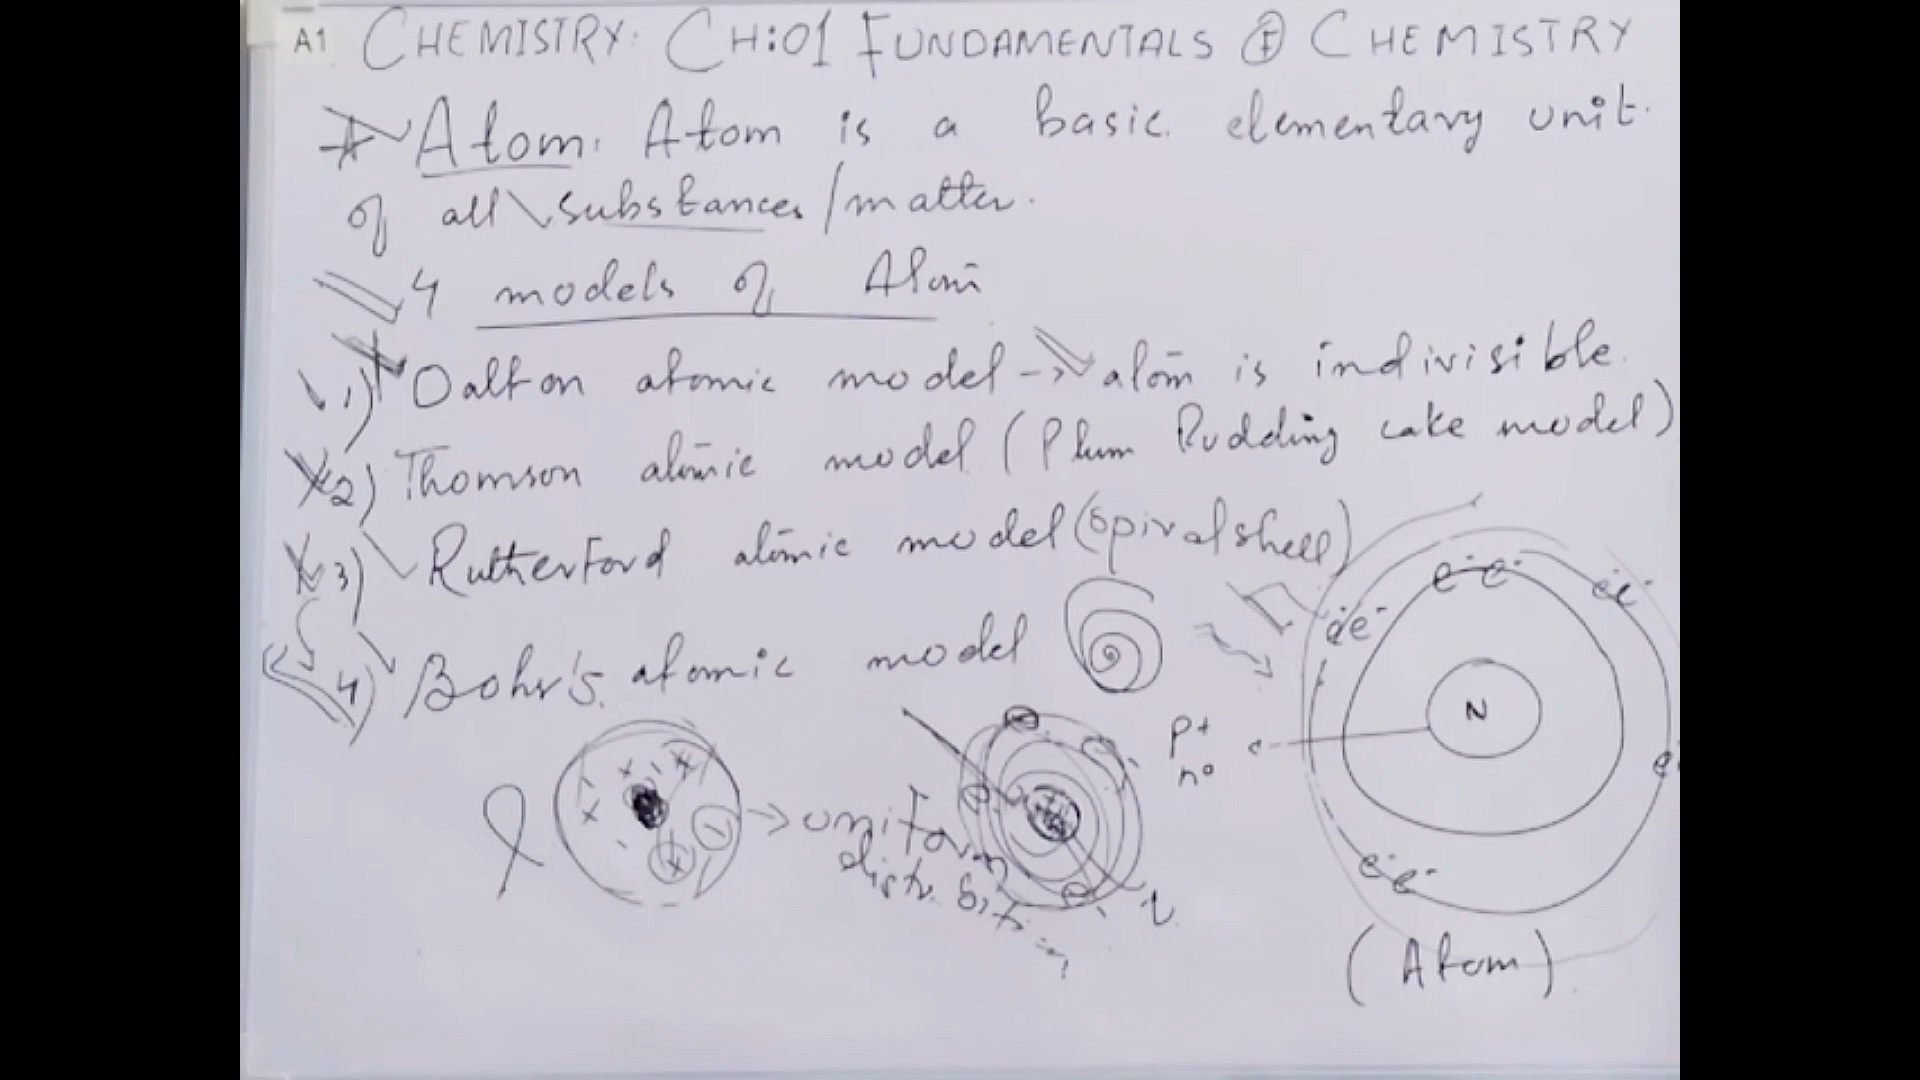 A1 CHEMISTRY: CH:01 FUNDAMENTALS OF CHEMISTRY
Atom. Atom is a basic elementary unit.
of all substances/matter.
4 models of Atom
1) Dalton atomic model -> atom is indivisible.
2) Thomson atomic model (Plum Pudding cake model)
3) Rutherford atomic model (spiral shell)
4) Bohr's atomic model
e- e-
e- e-
e- e-
N
p+
n°
e-
e- e-
uniform
distribution
(Atom)